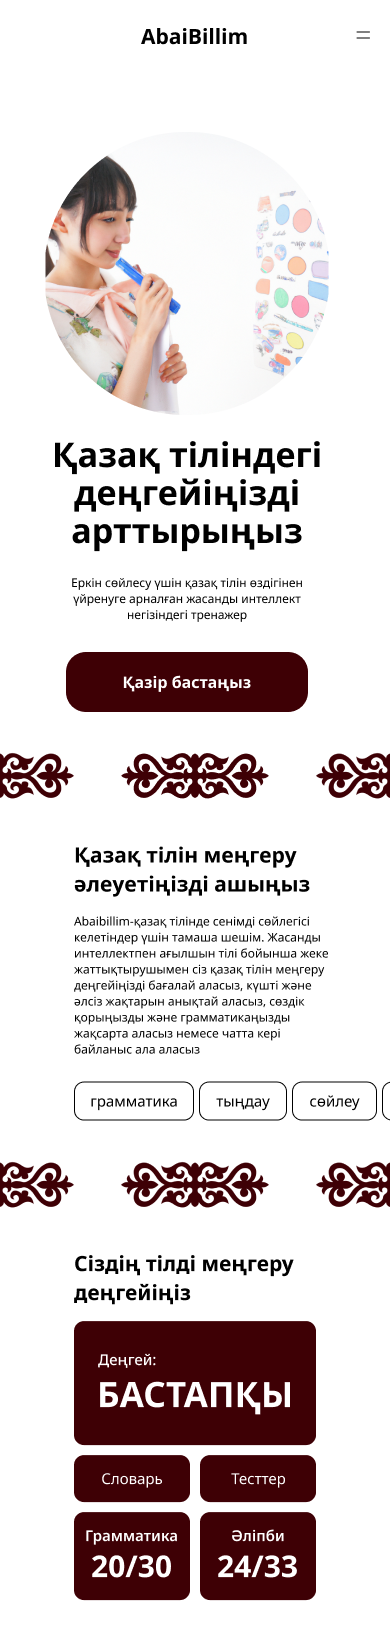 AbaiBillim
Қазақ тіліндегі
деңгейіңізді
арттырыңыз
Еркін сөйлесу үшін қазақ тілін өздігінен
үйренуге арналған жасанды интеллект
негізіндегі тренажер
Қазір бастаңыз
Қазақ тілін меңгеру
әлеуетіңізді ашыңыз
Abaibillim-қазақ тілінде сенімді сөйлегісі
келетіндер үшін тамаша шешім. Жасанды
интеллектпен ағылшын тілі бойынша жеке
жаттықтырушымен сіз қазақ тілін меңгеру
деңгейіңізді бағалай аласыз, күшті және
әлсіз жақтарын анықтай аласыз, сөздік
қорыңызды және грамматикаңызды
жақсарта аласыз немесе чатта кері
байланыс ала аласыз
грамматика тыңдау сөйлеу
Сіздің тілді меңгеру
деңгейіңіз
Деңгей:
БАСТАПҚЫ
Словарь Тесттер
Грамматика Әліпби
20/30 24/33